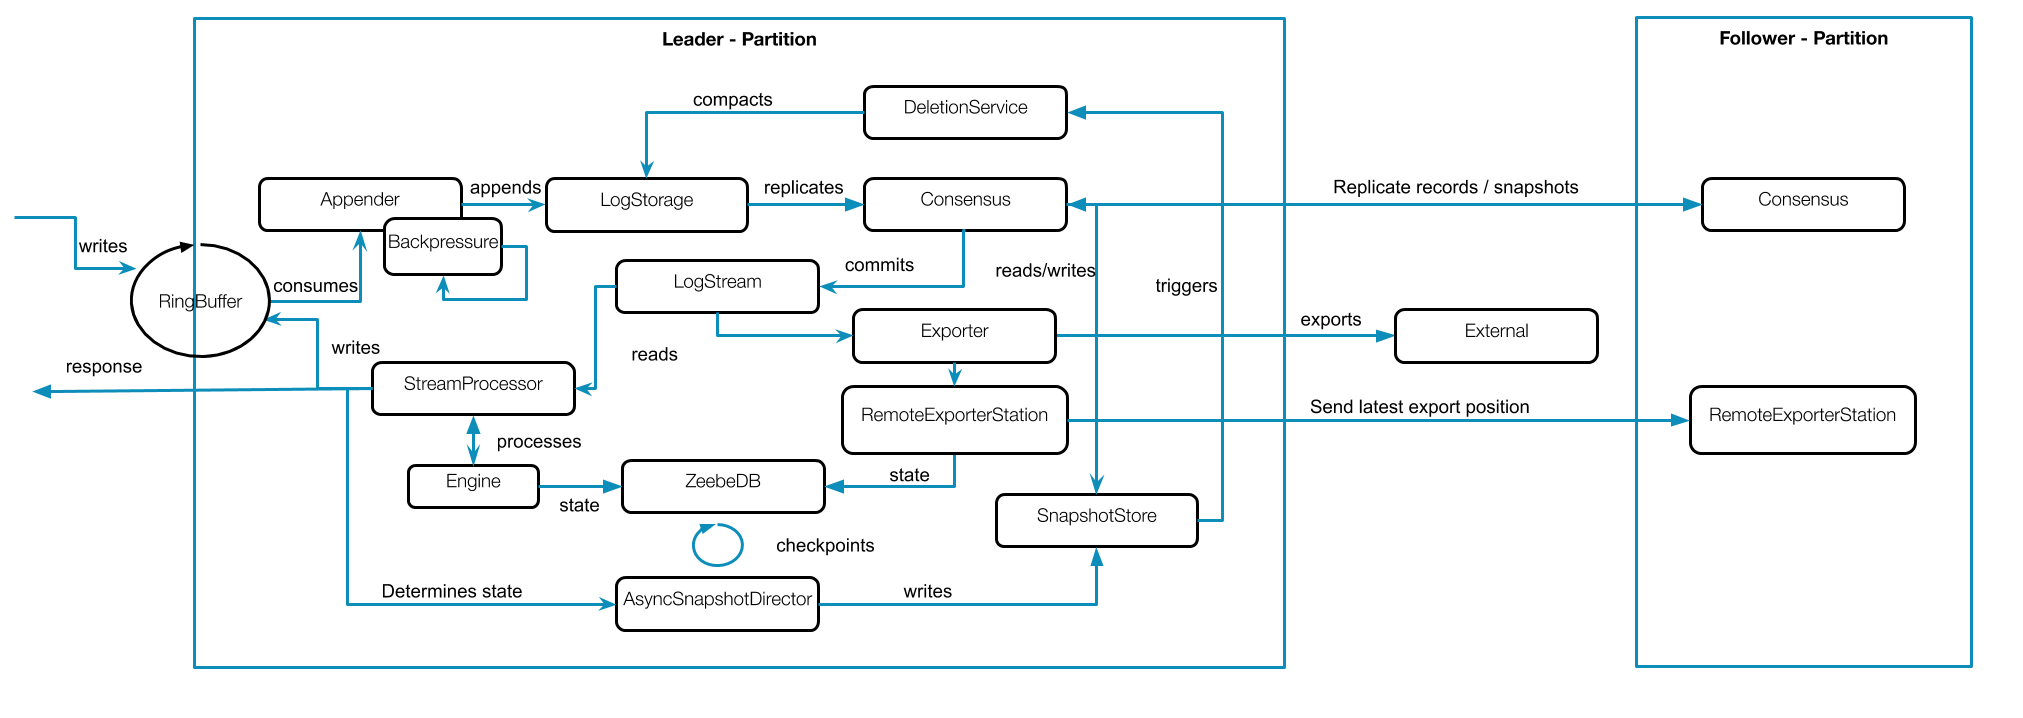 Leader - Partition
Follower - Partition
compacts
DeletionService
Appender
appends
LogStorage
replicates
Consensus
Replicate records / snapshots
Consensus
writes
Backpressure
RingBuffer
consumes
LogStream
commits
reads/writes
triggers
Exporter
exports
External
response
writes
reads
StreamProcessor
RemoteExporterStation
Send latest export position
RemoteExporterStation
processes
Engine
state
ZeebeDB
state
SnapshotStore
checkpoints
Determines state
AsyncSnapshotDirector
writes